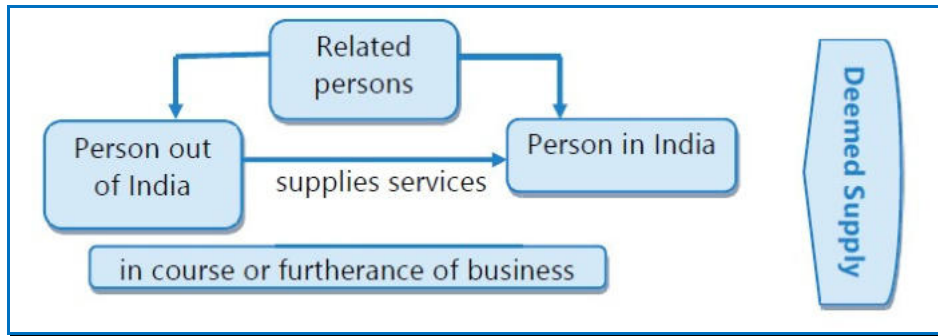 Related
persons
Person out
of India
supplies services
Person in India
in course or furtherance of business
Deemed Supply